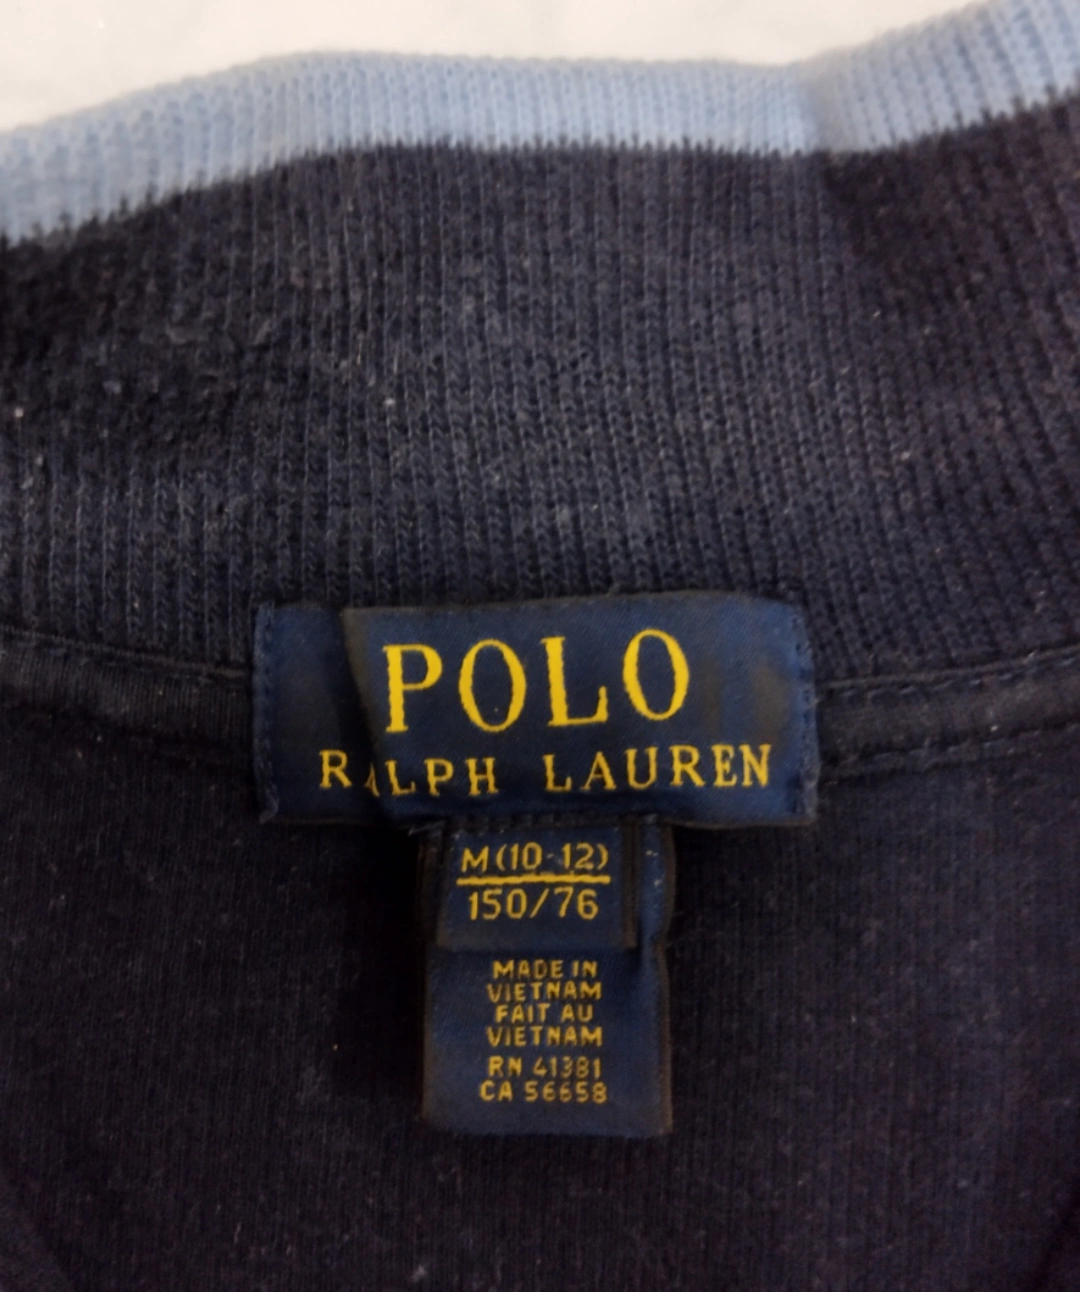 POLO
RALPH LAUREN
M(10-12)
150/76
MADE IN
VIETNAM
FAIT AU
VIETNAM
RN 41381
CA 56658